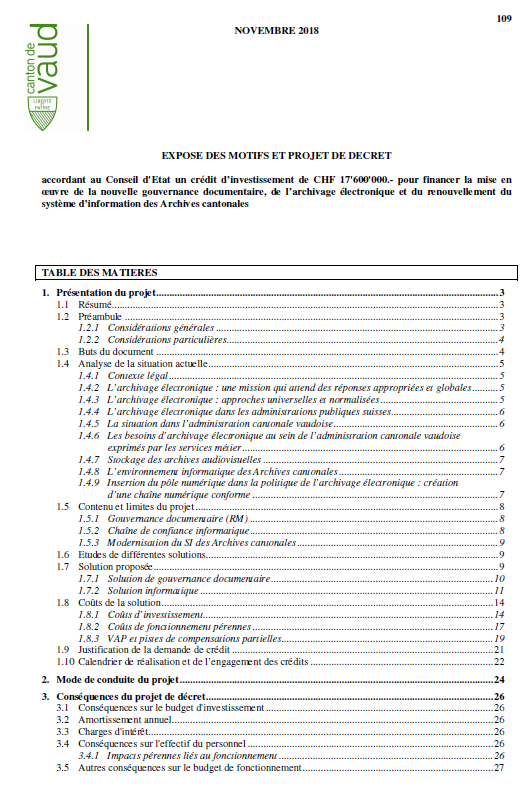 109
NOVEMBRE 2018
canton de
vaud
LIBERTÉ
ET
PATRIE
EXPOSE DES MOTIFS ET PROJET DE DECRET
accordant au Conseil d'Etat un crédit d'investissement de CHF 17'600'000.- pour financer la mise en
œuvre de la nouvelle gouvernance documentaire, de l'archivage électronique et du renouvellement du
système d'information des Archives cantonales
TABLE DES MATIERES
1. Présentation du projet 3
1.1 Résumé 3
1.2 Préambule 3
1.2.1 Considérations générales 3
1.2.2 Considérations particulières 4
1.3 Buts du document 4
1.4 Analyse de la situation actuelle 5
1.4.1 Contexte légal 5
1.4.2 L'archivage électronique : une mission qui attend des réponses appropriées et globales 5
1.4.3 L'archivage électronique : approches universelles et normalisées 5
1.4.4 L'archivage électronique dans les administrations publiques suisses 6
1.4.5 La situation dans l'administration cantonale vaudoise 6
1.4.6 Les besoins d'archivage électronique au sein de l'administration cantonale vaudoise
exprimés par les services métier 6
1.4.7 Stockage des archives audiovisuelles 7
1.4.8 L'environnement informatique des Archives cantonales 7
1.4.9 Insertion du pôle numérique dans la politique de l'archivage électronique : création
d'une chaîne numérique conforme 7
1.5 Contenu et limites du projet 8
1.5.1 Gouvernance documentaire (RM) 8
1.5.2 Chaîne de confiance informatique 8
1.5.3 Modernisation du SI des Archives cantonales 9
1.6 Etudes de différentes solutions 9
1.7 Solution proposée 9
1.7.1 Solution de gouvernance documentaire 10
1.7.2 Solution informatique 11
1.8 Coûts de la solution 14
1.8.1 Coûts d'investissement 14
1.8.2 Coûts de fonctionnement pérennes 17
1.8.3 VAP et pistes de compensations partielles 19
1.9 Justification de la demande de crédit 21
1.10 Calendrier de réalisation et de l'engagement des crédits 22
2. Mode de conduite du projet 24
3. Conséquences du projet de décret 26
3.1 Conséquences sur le budget d'investissement 26
3.2 Amortissement annuel 26
3.3 Charges d'intérêt 26
3.4 Conséquences sur l'effectif du personnel 26
3.4.1 Impacts pérennes liés au fonctionnement 26
3.5 Autres conséquences sur le budget de fonctionnement 27